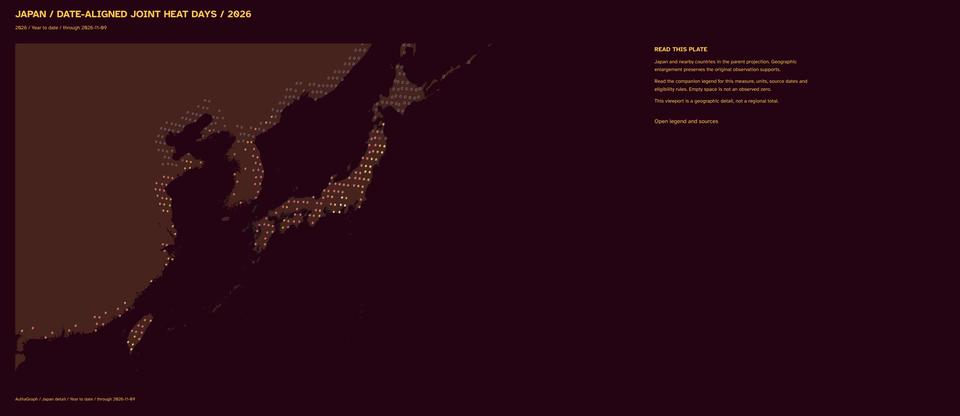 JAPAN / DATE-ALIGNED JOINT HEAT DAYS / 2026
2026 / Year to date / through 2026-11-09
READ THIS PLATE
Japan and nearby countries in the parent projection. Geographic
enlargement preserves the original observation supports.
Read the companion legend for this measure, units, source dates and
eligibility rules. Empty space is not an observed zero.
This viewport is a geographic detail, not a regional total.
Open legend and sources
AuthaGraph / Japan detail / Year to date / through 2026-11-09